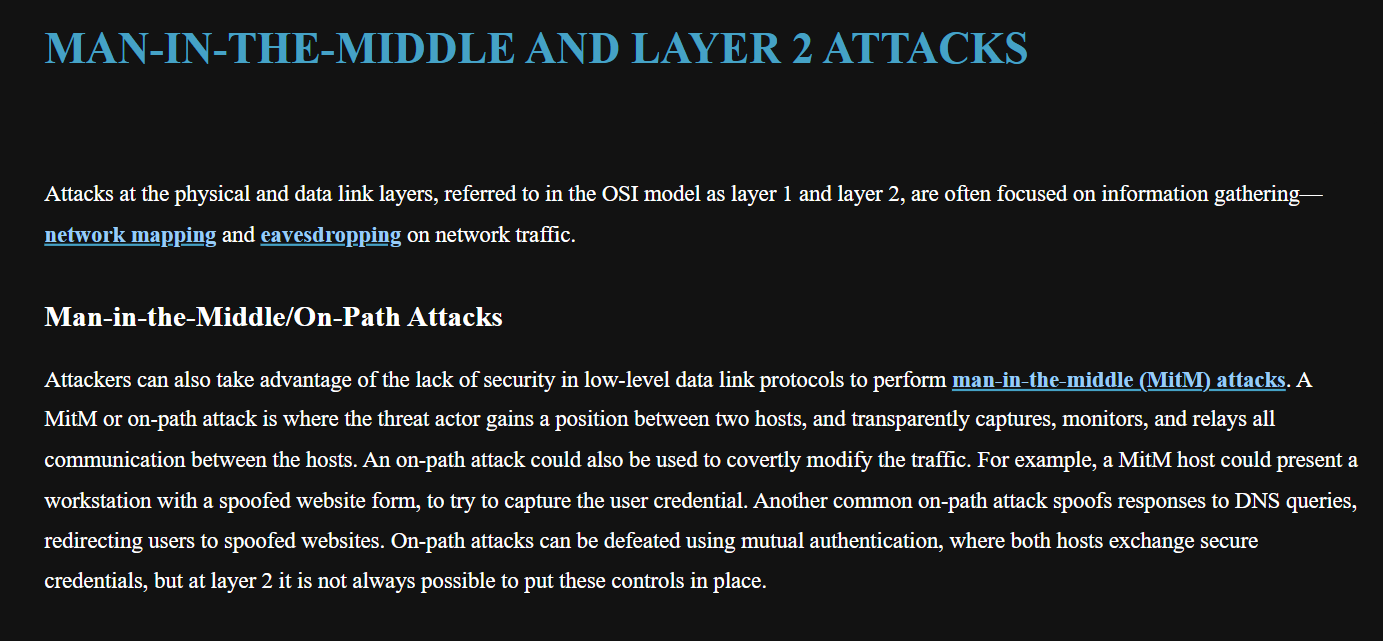 MAN-IN-THE-MIDDLE AND LAYER 2 ATTACKS
Attacks at the physical and data link layers, referred to in the OSI model as layer 1 and layer 2, are often focused on information gathering—
network mapping and eavesdropping on network traffic.
Man-in-the-Middle/On-Path Attacks
Attackers can also take advantage of the lack of security in low-level data link protocols to perform man-in-the-middle (MitM) attacks. A
MitM or on-path attack is where the threat actor gains a position between two hosts, and transparently captures, monitors, and relays all
communication between the hosts. An on-path attack could also be used to covertly modify the traffic. For example, a MitM host could present a
workstation with a spoofed website form, to try to capture the user credential. Another common on-path attack spoofs responses to DNS queries,
redirecting users to spoofed websites. On-path attacks can be defeated using mutual authentication, where both hosts exchange secure
credentials, but at layer 2 it is not always possible to put these controls in place.